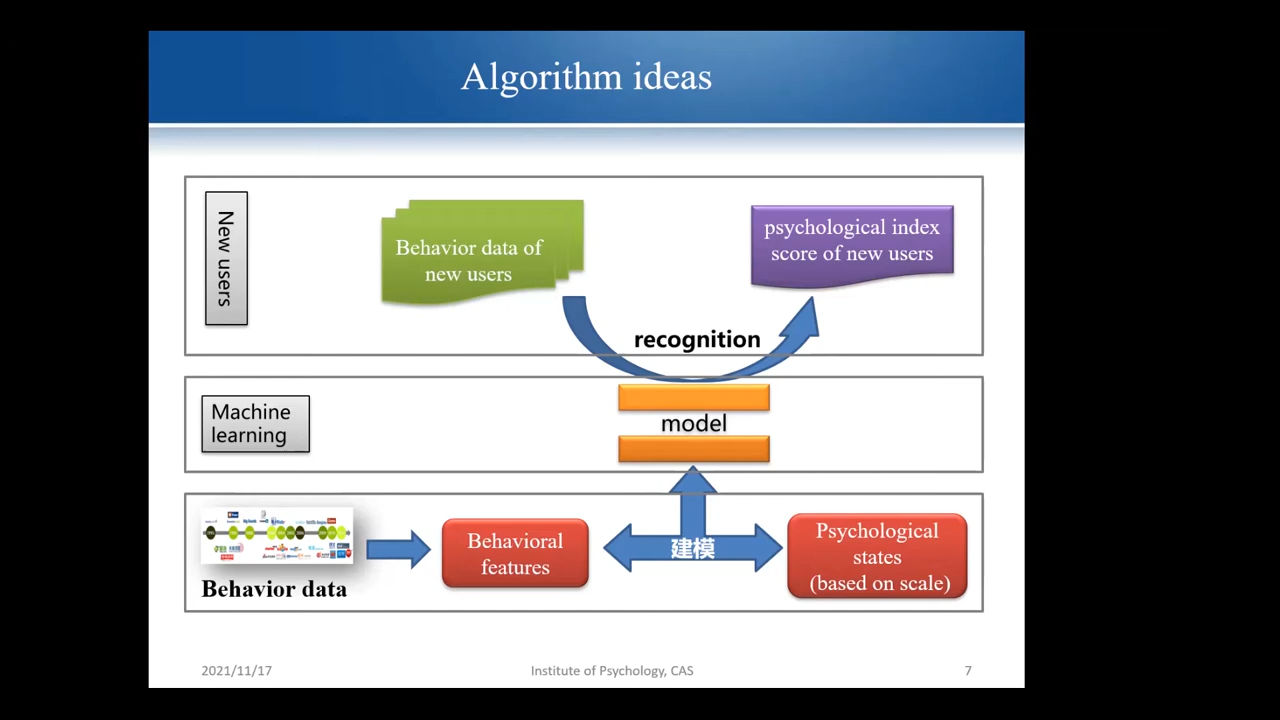 Algorithm ideas
New users
Behavior data of
new users
psychological index
score of new users
recognition
Machine
learning
model
Behavior data
Behavioral
features
建模
Psychological
states
(based on scale)
2021/11/17
Institute of Psychology, CAS
7